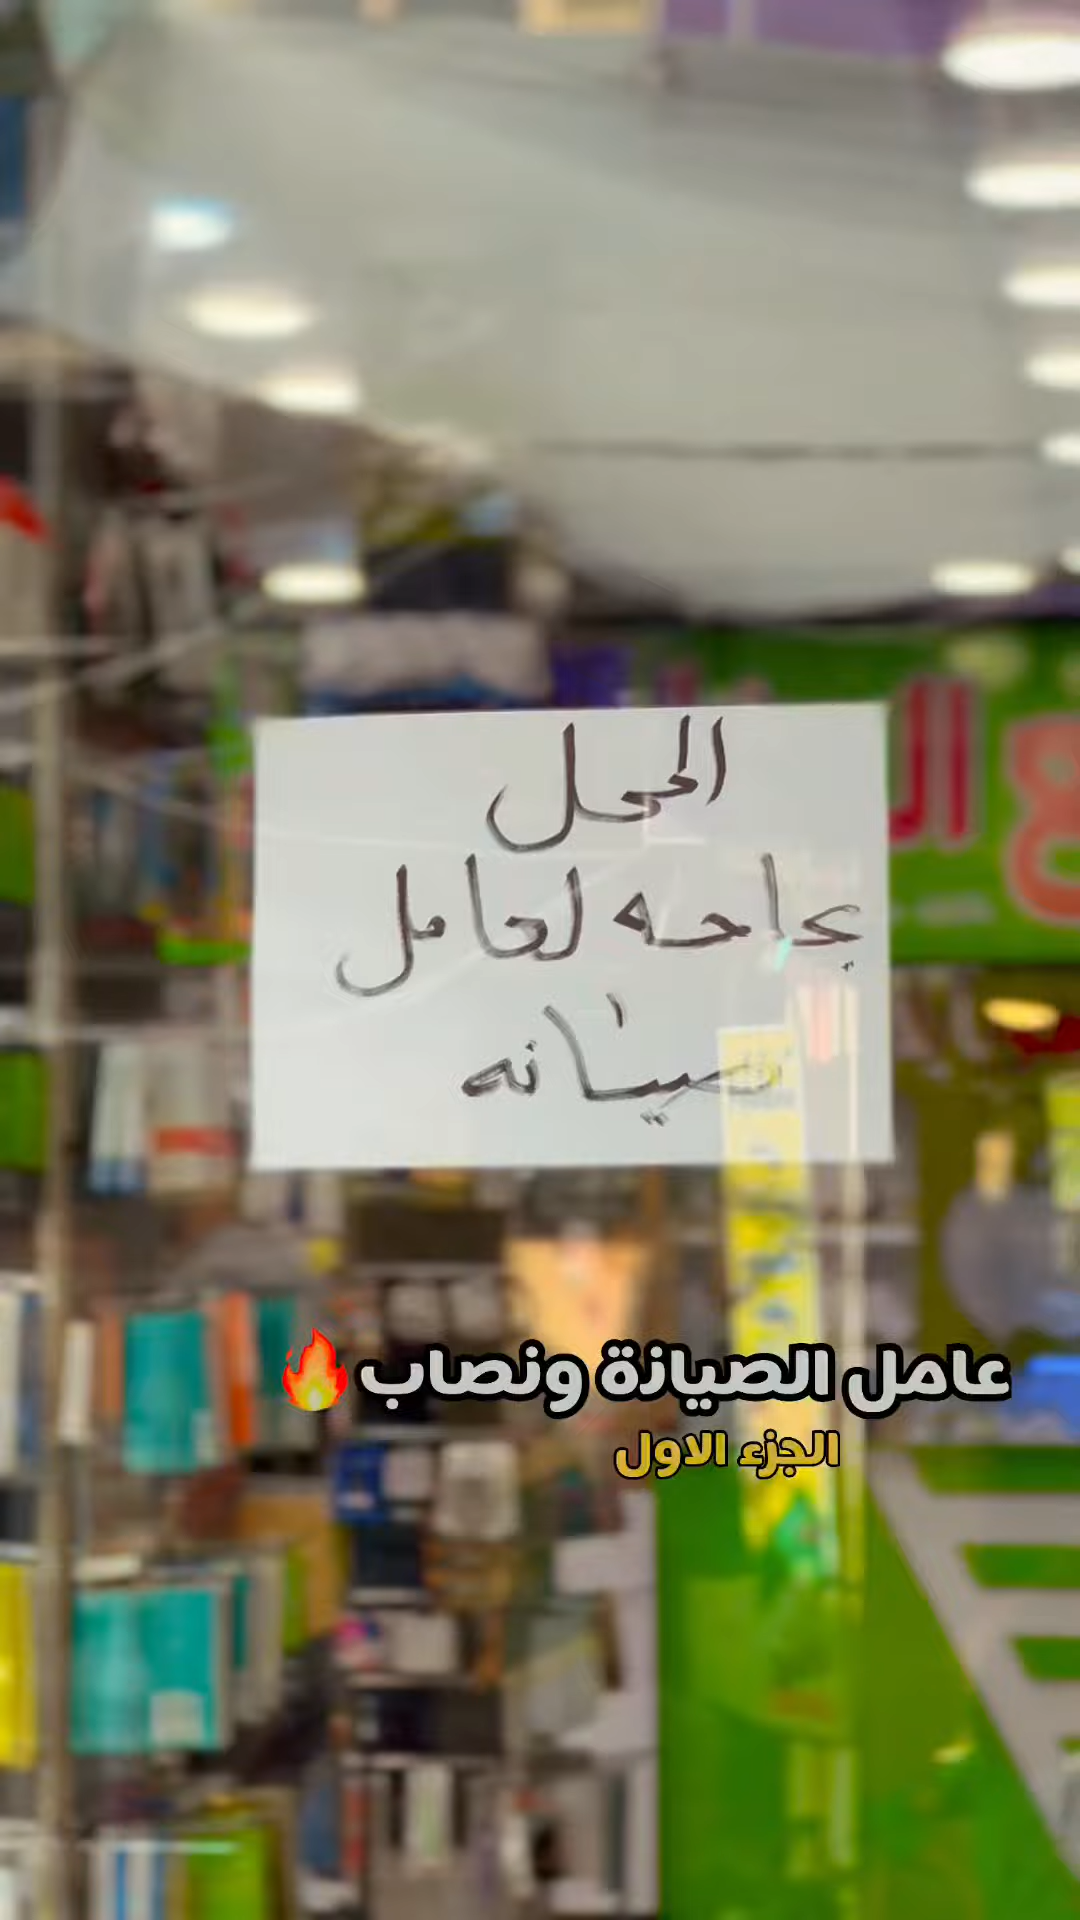 المحل
بحاجه لعامل
صيانه
عامل الصيانة ونصاب🔥
الجزء الاول